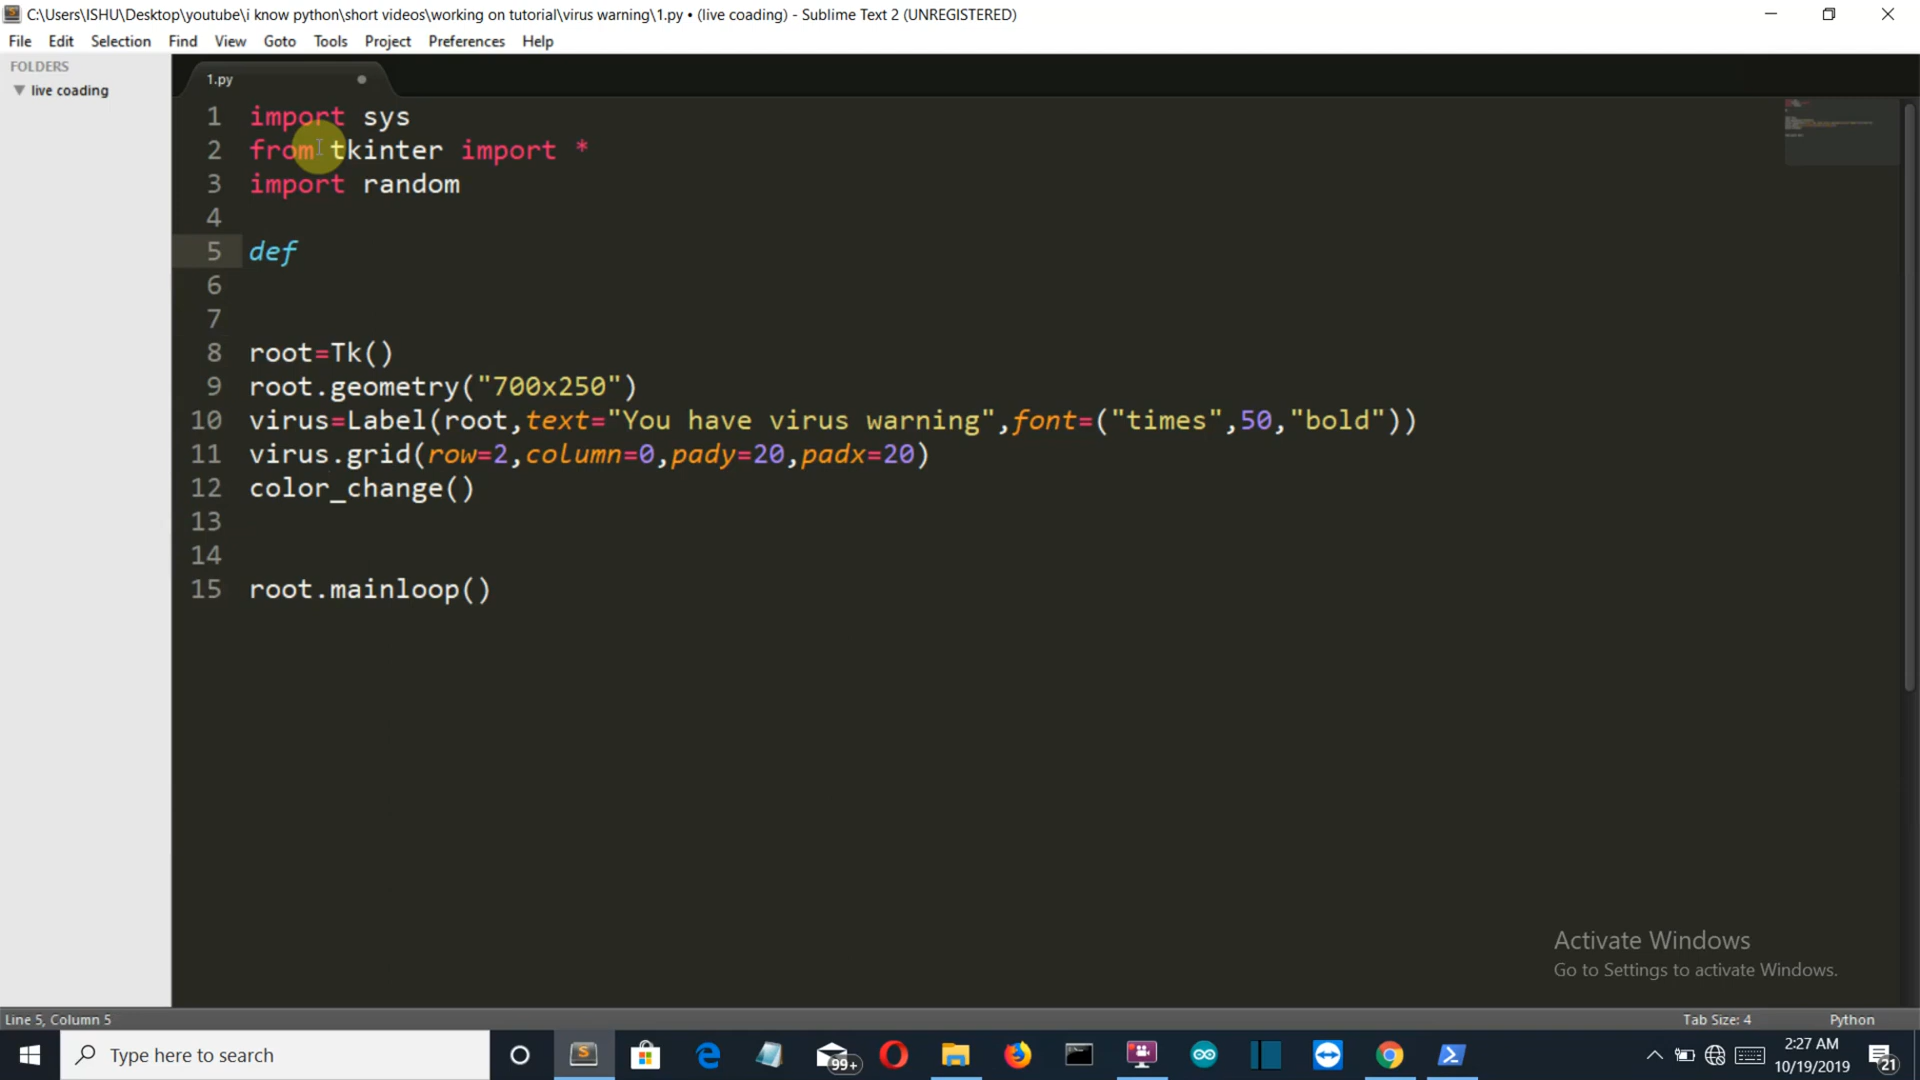 C:\Users\ISHU\Desktop\youtube\i know python\short videos\working on tutorial\virus warning\1.py • (live coading) - Sublime Text 2 (UNREGISTERED)
File Edit Selection Find View Goto Tools Project Preferences Help
FOLDERS
live coading
1.py
1 import sys
2 from tkinter import *
3 import random
4
5 def
6
7
8 root=Tk()
9 root.geometry("700x250")
10 virus=Label(root,text="You have virus warning",font=("times",50,"bold"))
11 virus.grid(row=2,column=0,pady=20,padx=20)
12 color_change()
13
14
15 root.mainloop()
Activate Windows
Go to Settings to activate Windows.
Line 5, Column 5 Tab Size: 4 Python
Type here to search 99+ 2:27 AM
10/19/2019 21